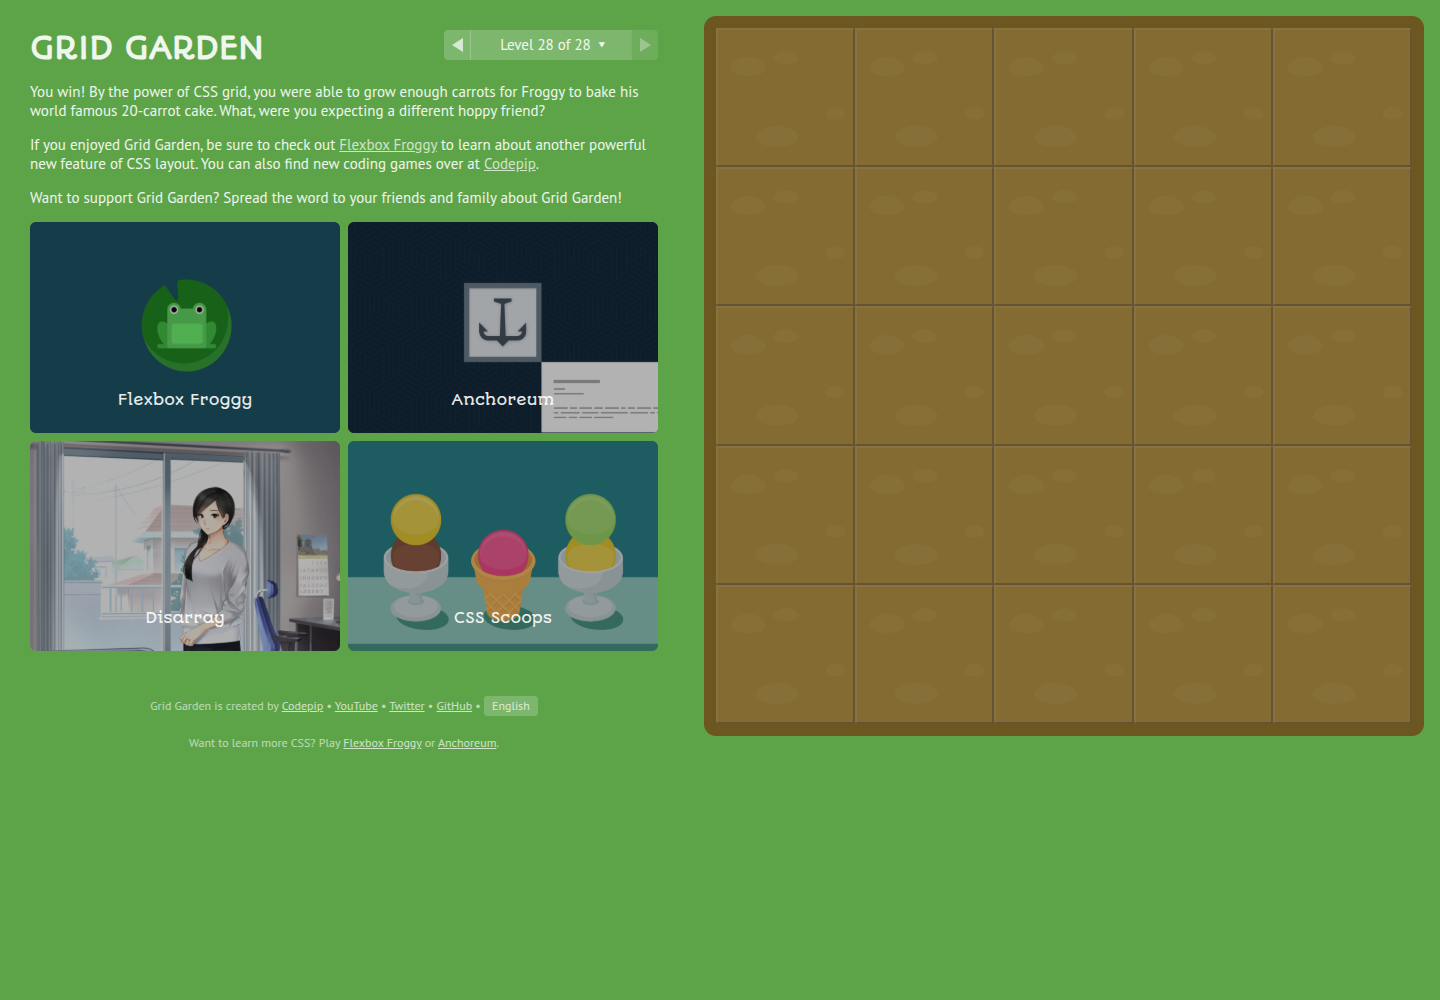 GRID GARDEN
Level 28 of 28
You win! By the power of CSS grid, you were able to grow enough carrots for Froggy to bake his
world famous 20-carrot cake. What, were you expecting a different hoppy friend?
If you enjoyed Grid Garden, be sure to check out Flexbox Froggy to learn about another powerful
new feature of CSS layout. You can also find new coding games over at Codepip.
Want to support Grid Garden? Spread the word to your friends and family about Grid Garden!
Flexbox Froggy
Anchoreum
Disarray
CSS Scoops
Grid Garden is created by Codepip • YouTube • Twitter • GitHub • English
Want to learn more CSS? Play Flexbox Froggy or Anchoreum.